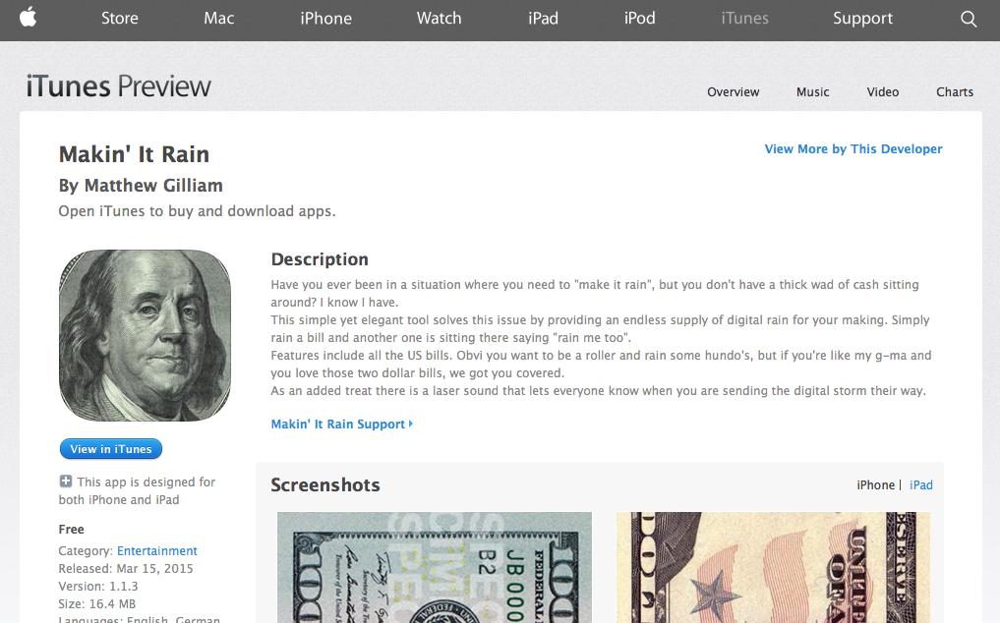 Store Mac iPhone Watch iPad iPod iTunes Support
iTunes Preview
Overview Music Video Charts
Makin' It Rain
View More by This Developer
By Matthew Gilliam
Open iTunes to buy and download apps.
Description
Have you ever been in a situation where you need to "make it rain", but you don't have a thick wad of cash sitting
around? I know I have.
This simple yet elegant tool solves this issue by providing an endless supply of digital rain for your making. Simply
rain a bill and another one is sitting there saying "rain me too".
Features include all the US bills. Obvi you want to be a roller and rain some hundo's, but if you're like my g-ma and
you love those two dollar bills, we got you covered.
As an added treat there is a laser sound that lets everyone know when you are sending the digital storm their way.
Makin' It Rain Support
View in iTunes
This app is designed for
both iPhone and iPad
Free
Category: Entertainment
Released: Mar 15, 2015
Version: 1.1.3
Size: 16.4 MB
Languages: English, German
Screenshots
iPhone | iPad
100
B2
JB000
FEDERAL
100
UNITED
OF A